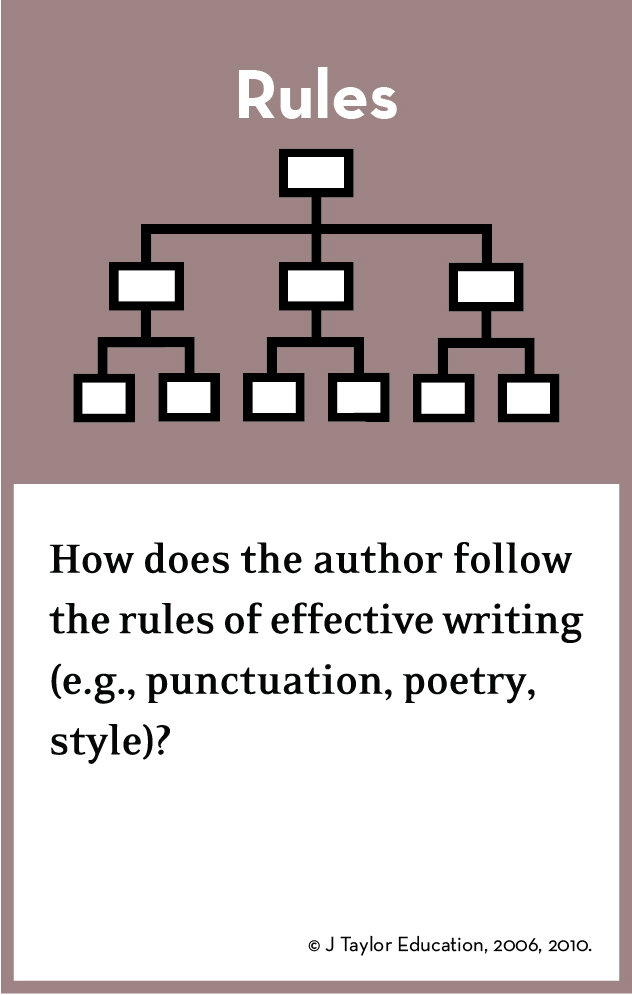 Rules
How does the author follow
the rules of effective writing
(e.g., punctuation, poetry,
style)?
© J Taylor Education, 2006, 2010.